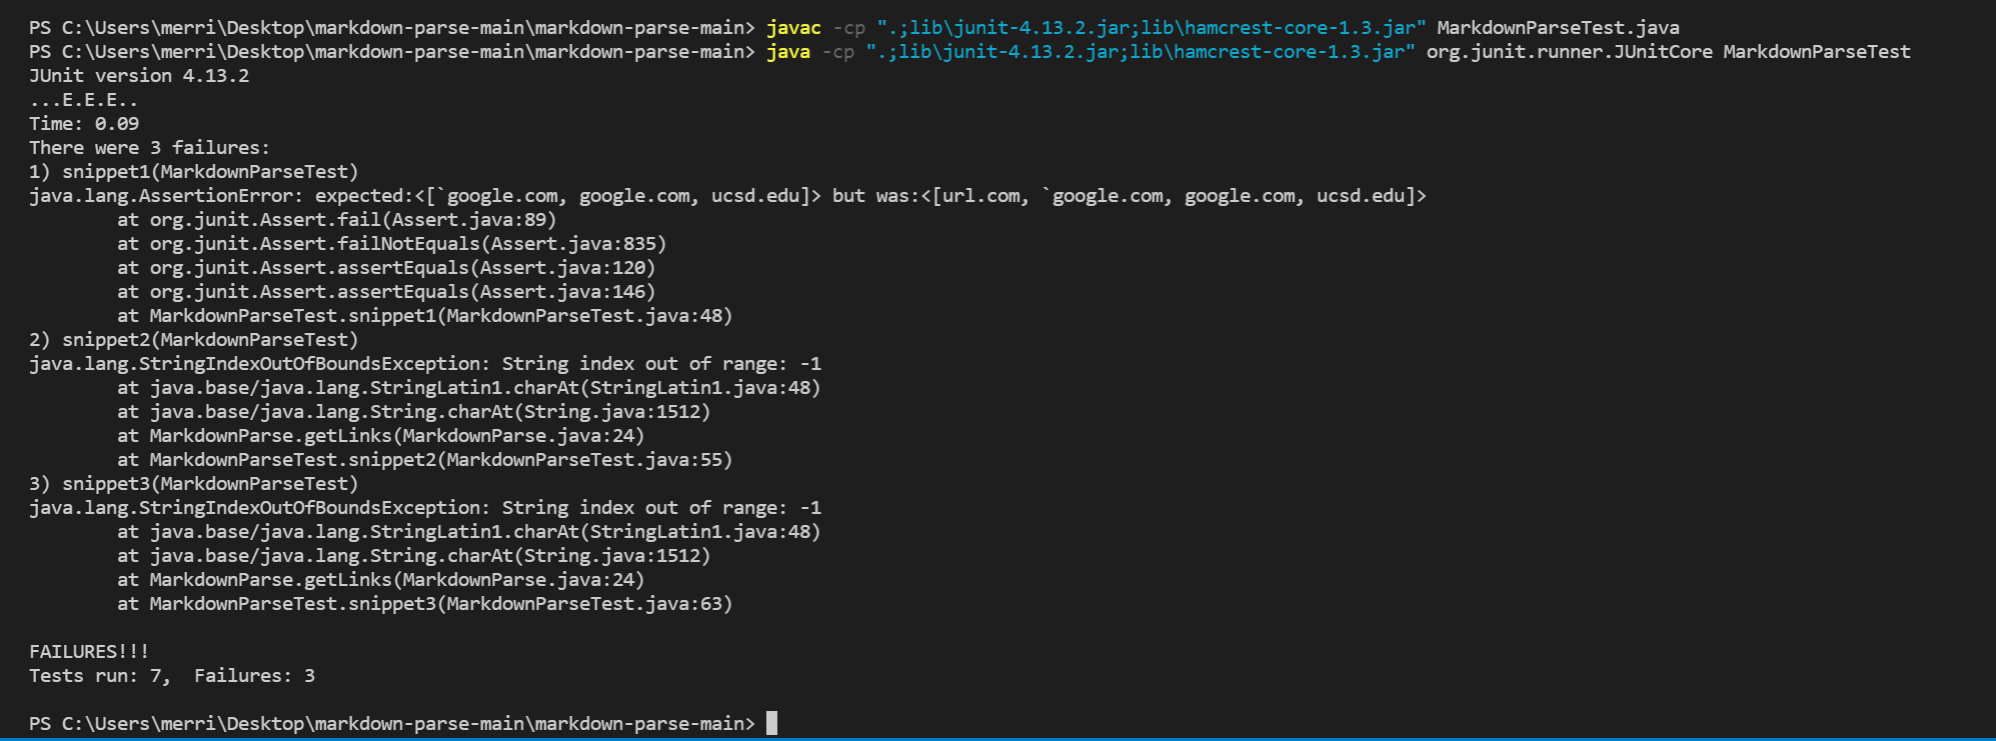 PS C:\Users\merri\Desktop\markdown-parse-main\markdown-parse-main> javac -cp ".;lib\junit-4.13.2.jar;lib\hamcrest-core-1.3.jar" MarkdownParseTest.java
PS C:\Users\merri\Desktop\markdown-parse-main\markdown-parse-main> java -cp ".;lib\junit-4.13.2.jar;lib\hamcrest-core-1.3.jar" org.junit.runner.JUnitCore MarkdownParseTest
JUnit version 4.13.2
...E.E.E..
Time: 0.09
There were 3 failures:
1) snippet1(MarkdownParseTest)
java.lang.AssertionError: expected:<[`google.com, google.com, ucsd.edu]> but was:<[url.com, `google.com, google.com, ucsd.edu]>
        at org.junit.Assert.fail(Assert.java:89)
        at org.junit.Assert.failNotEquals(Assert.java:835)
        at org.junit.Assert.assertEquals(Assert.java:120)
        at org.junit.Assert.assertEquals(Assert.java:146)
        at MarkdownParseTest.snippet1(MarkdownParseTest.java:48)
2) snippet2(MarkdownParseTest)
java.lang.StringIndexOutOfBoundsException: String index out of range: -1
        at java.base/java.lang.StringLatin1.charAt(StringLatin1.java:48)
        at java.base/java.lang.String.charAt(String.java:1512)
        at MarkdownParse.getLinks(MarkdownParse.java:24)
        at MarkdownParseTest.snippet2(MarkdownParseTest.java:55)
3) snippet3(MarkdownParseTest)
java.lang.StringIndexOutOfBoundsException: String index out of range: -1
        at java.base/java.lang.StringLatin1.charAt(StringLatin1.java:48)
        at java.base/java.lang.String.charAt(String.java:1512)
        at MarkdownParse.getLinks(MarkdownParse.java:24)
        at MarkdownParseTest.snippet3(MarkdownParseTest.java:63)

FAILURES!!!
Tests run: 7,  Failures: 3

PS C:\Users\merri\Desktop\markdown-parse-main\markdown-parse-main>